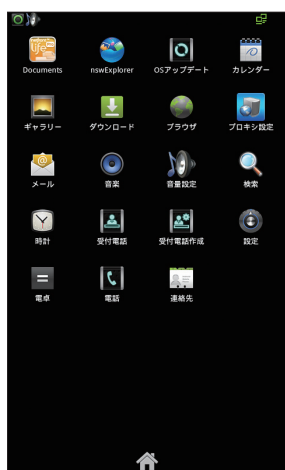 life
Documents
nswExplorer
OSアップデート
カレンダー
ギャラリー
ダウンロード
ブラウザ
プロキシ設定
メール
音楽
音量設定
検索
時計
受付電話
受付電話作成
設定
電卓
電話
連絡先